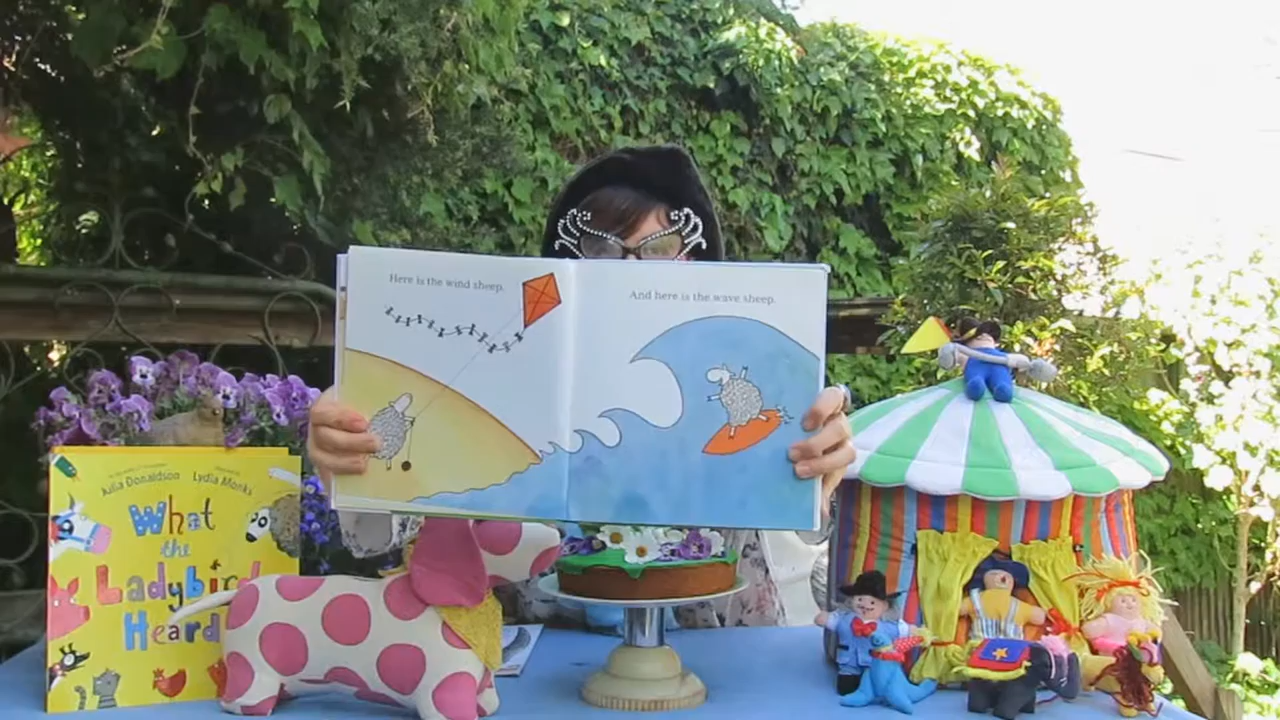 Here is the wind sheep.
And here is the wave sheep.
Julia Donaldson Lydia Monks
What
the
Ladybird
Heard